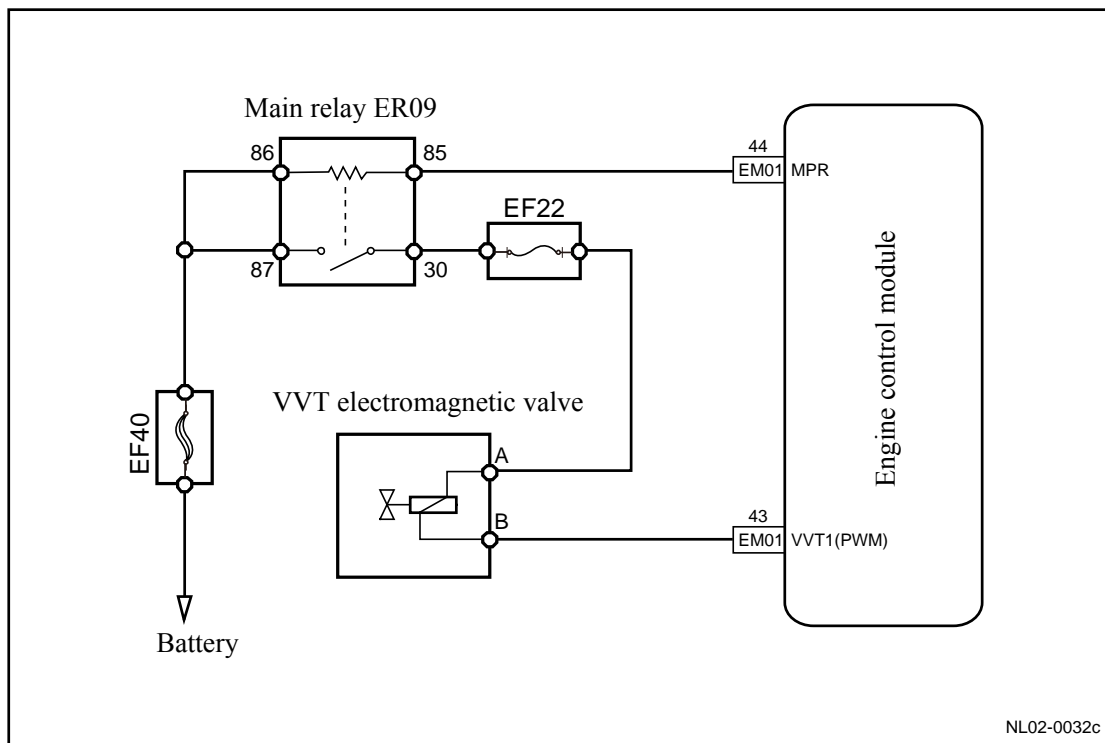 Main relay ER09
86
85
44
EM01 MPR
EF22
87
30
Engine control module
EF40
VVT electromagnetic valve
A
B
43
EM01 VVT1(PWM)
Battery
NL02-0032c